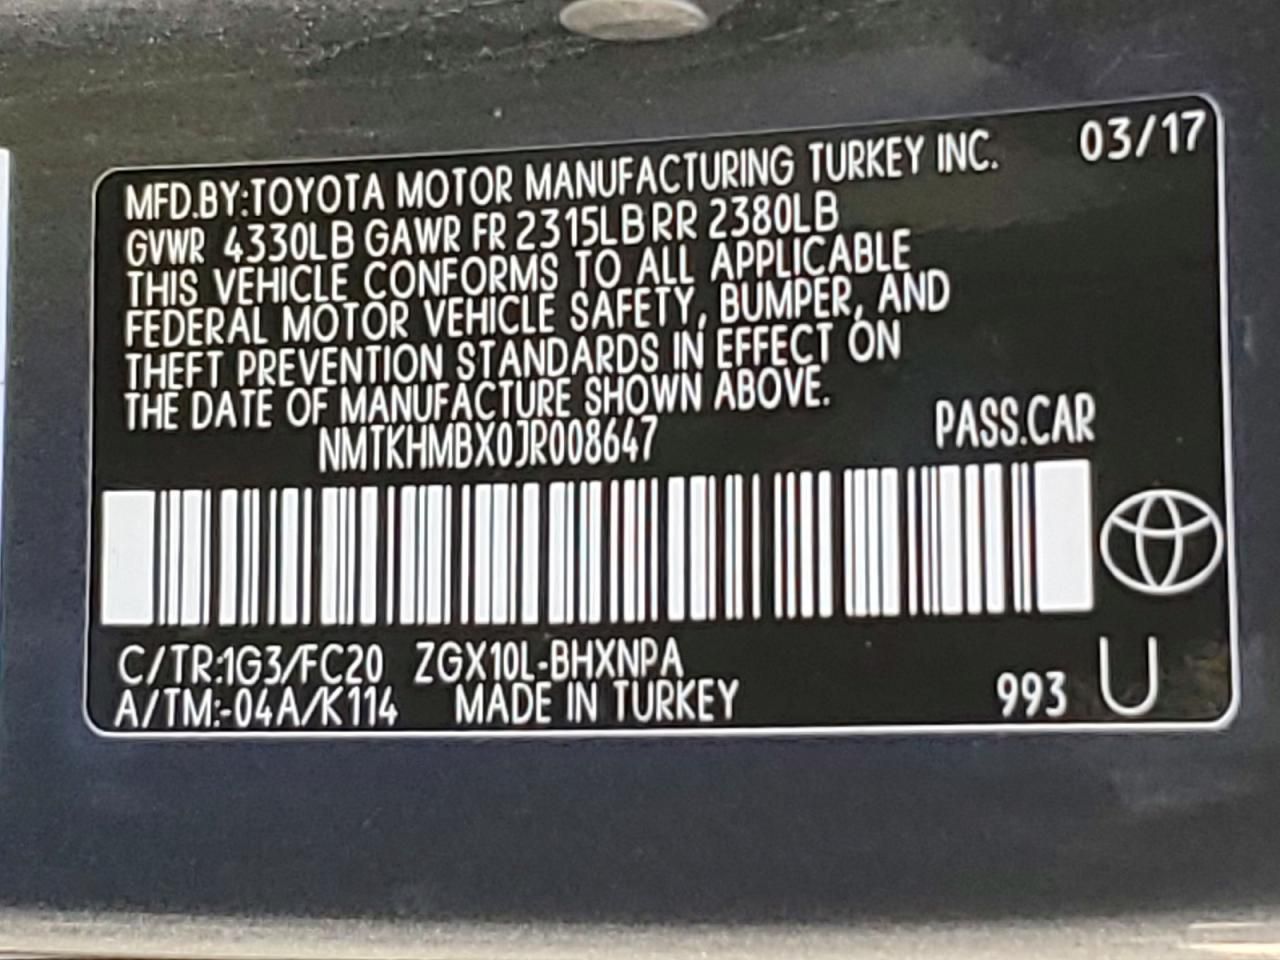 MFD.BY:TOYOTA MOTOR MANUFACTURING TURKEY INC. 03/17
GVWR 4330LB GAWR FR 2315LB RR 2380LB
THIS VEHICLE CONFORMS TO ALL APPLICABLE
FEDERAL MOTOR VEHICLE SAFETY, BUMPER, AND
THEFT PREVENTION STANDARDS IN EFFECT ON
THE DATE OF MANUFACTURE SHOWN ABOVE.
NMTKHMBX0JR008647 PASS.CAR
C/TR:1G3/FC20 ZGX10L-BHXNPA
A/TM:-04A/K114 MADE IN TURKEY 993 U